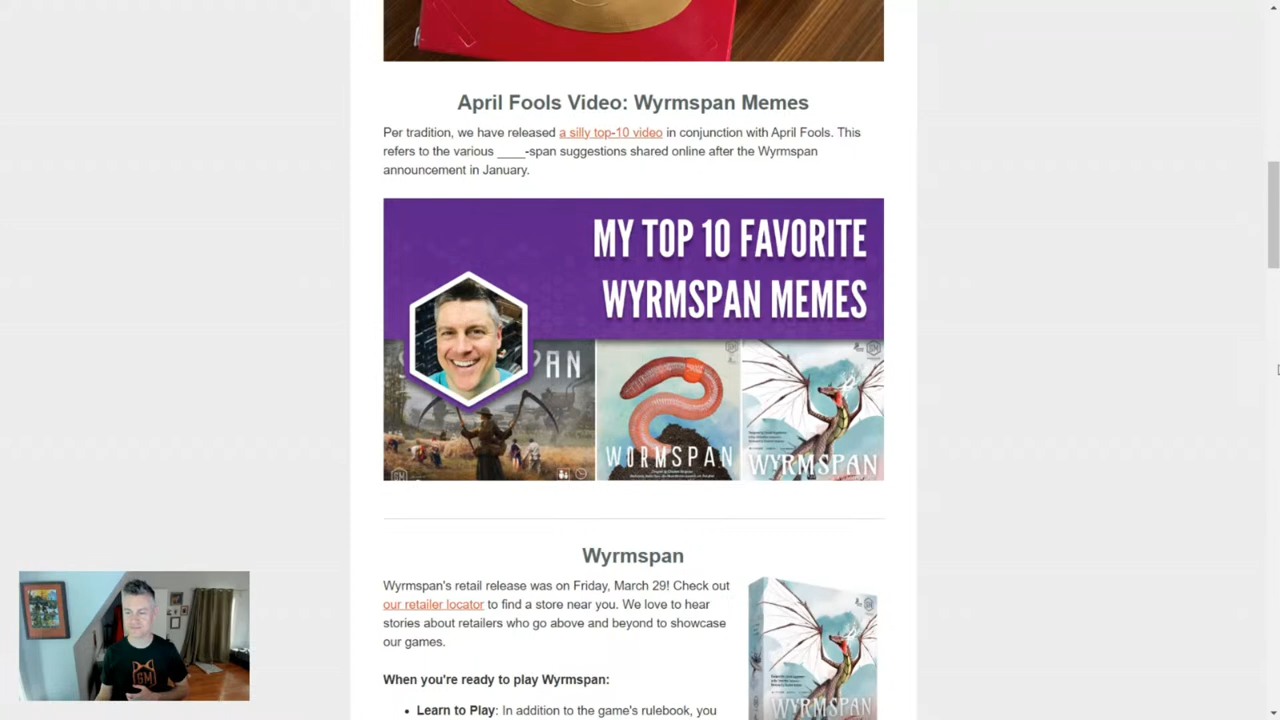 April Fools Video: Wyrmspan Memes
Per tradition, we have released a silly top-10 video in conjunction with April Fools. This
refers to the various ____-span suggestions shared online after the Wyrmspan
announcement in January.
MY TOP 10 FAVORITE
WYRMSPAN MEMES
PAN
WORMSPAN
WYRMSPAN
Wyrmspan
Wyrmspan's retail release was on Friday, March 29! Check out
our retailer locator to find a store near you. We love to hear
stories about retailers who go above and beyond to showcase
our games.
When you're ready to play Wyrmspan:
• Learn to Play: In addition to the game's rulebook, you
WYRMSPAN
SM